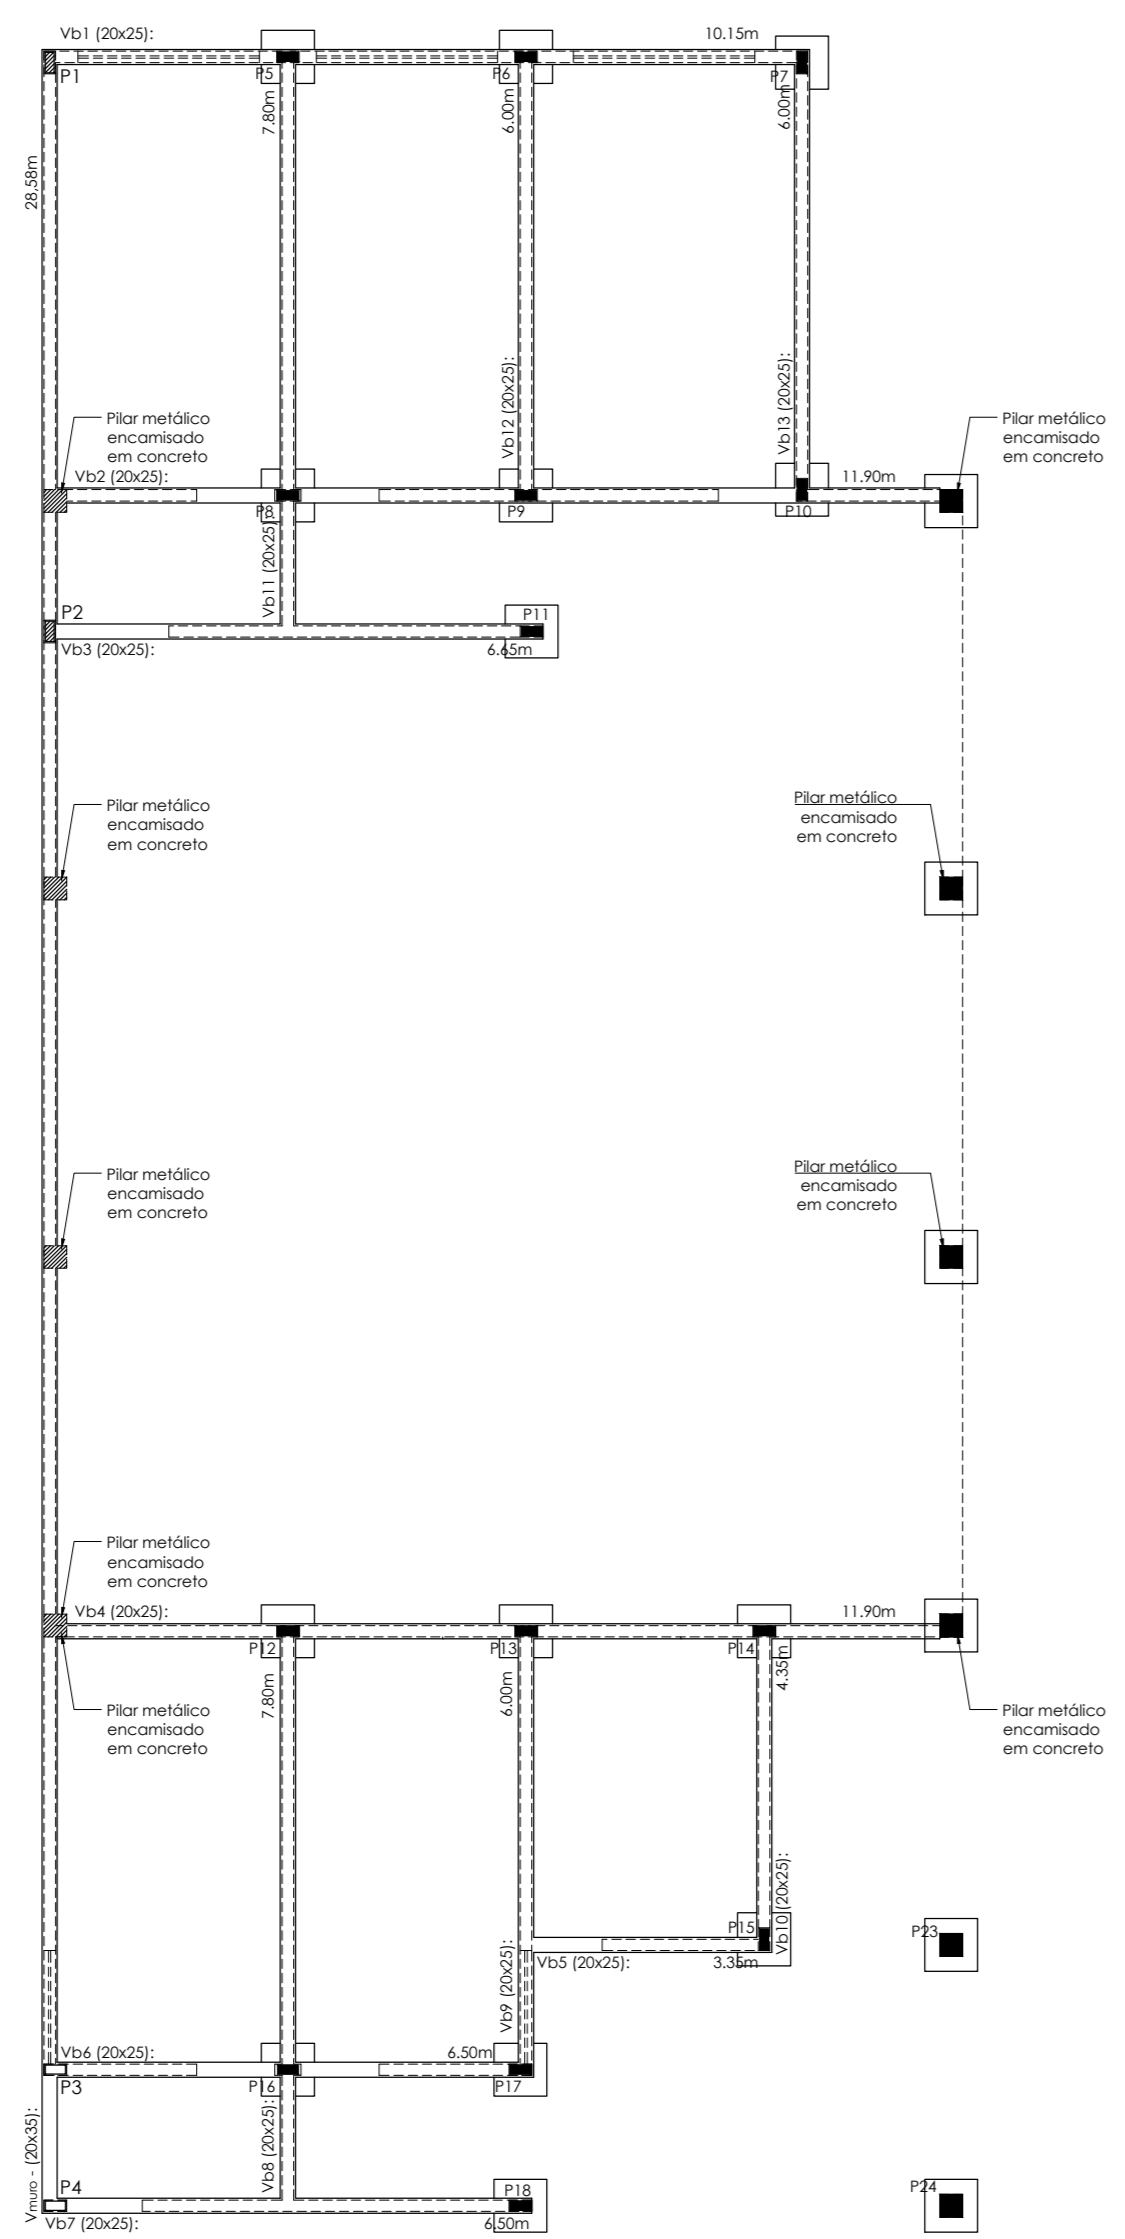 Vb1 (20x25):
10.15m
P1
P5
P6
P7
7.80m
6.00m
6.00m
28,58m
Vb12 (20x25):
Vb13 (20x25):
Pilar metálico
encamisado
em concreto
Pilar metálico
encamisado
em concreto
Vb2 (20x25):
11.90m
P8
P9
P10
Vb11 (20x25):
P2
P11
Vb3 (20x25):
6.65m
Pilar metálico
encamisado
em concreto
Pilar metálico
encamisado
em concreto
Pilar metálico
encamisado
em concreto
Pilar metálico
encamisado
em concreto
Pilar metálico
encamisado
em concreto
Vb4 (20x25):
11.90m
P12
P13
P14
7.80m
6.00m
4.35m
Pilar metálico
encamisado
em concreto
Pilar metálico
encamisado
em concreto
Vb10 (20x25):
P15
P23
Vb5 (20x25):
3.35m
Vb9 (20x25):
Vb6 (20x25):
6.50m
P3
P16
P17
Vmuro - (20x35):
Vb8 (20x25):
P4
P18
P24
Vb7 (20x25):
6.50m